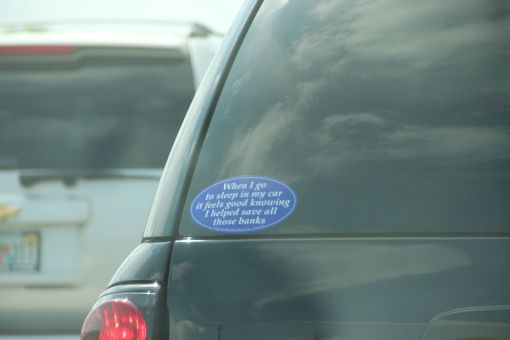 When I go
to sleep in my car
it feels good knowing
I helped save all
those banks